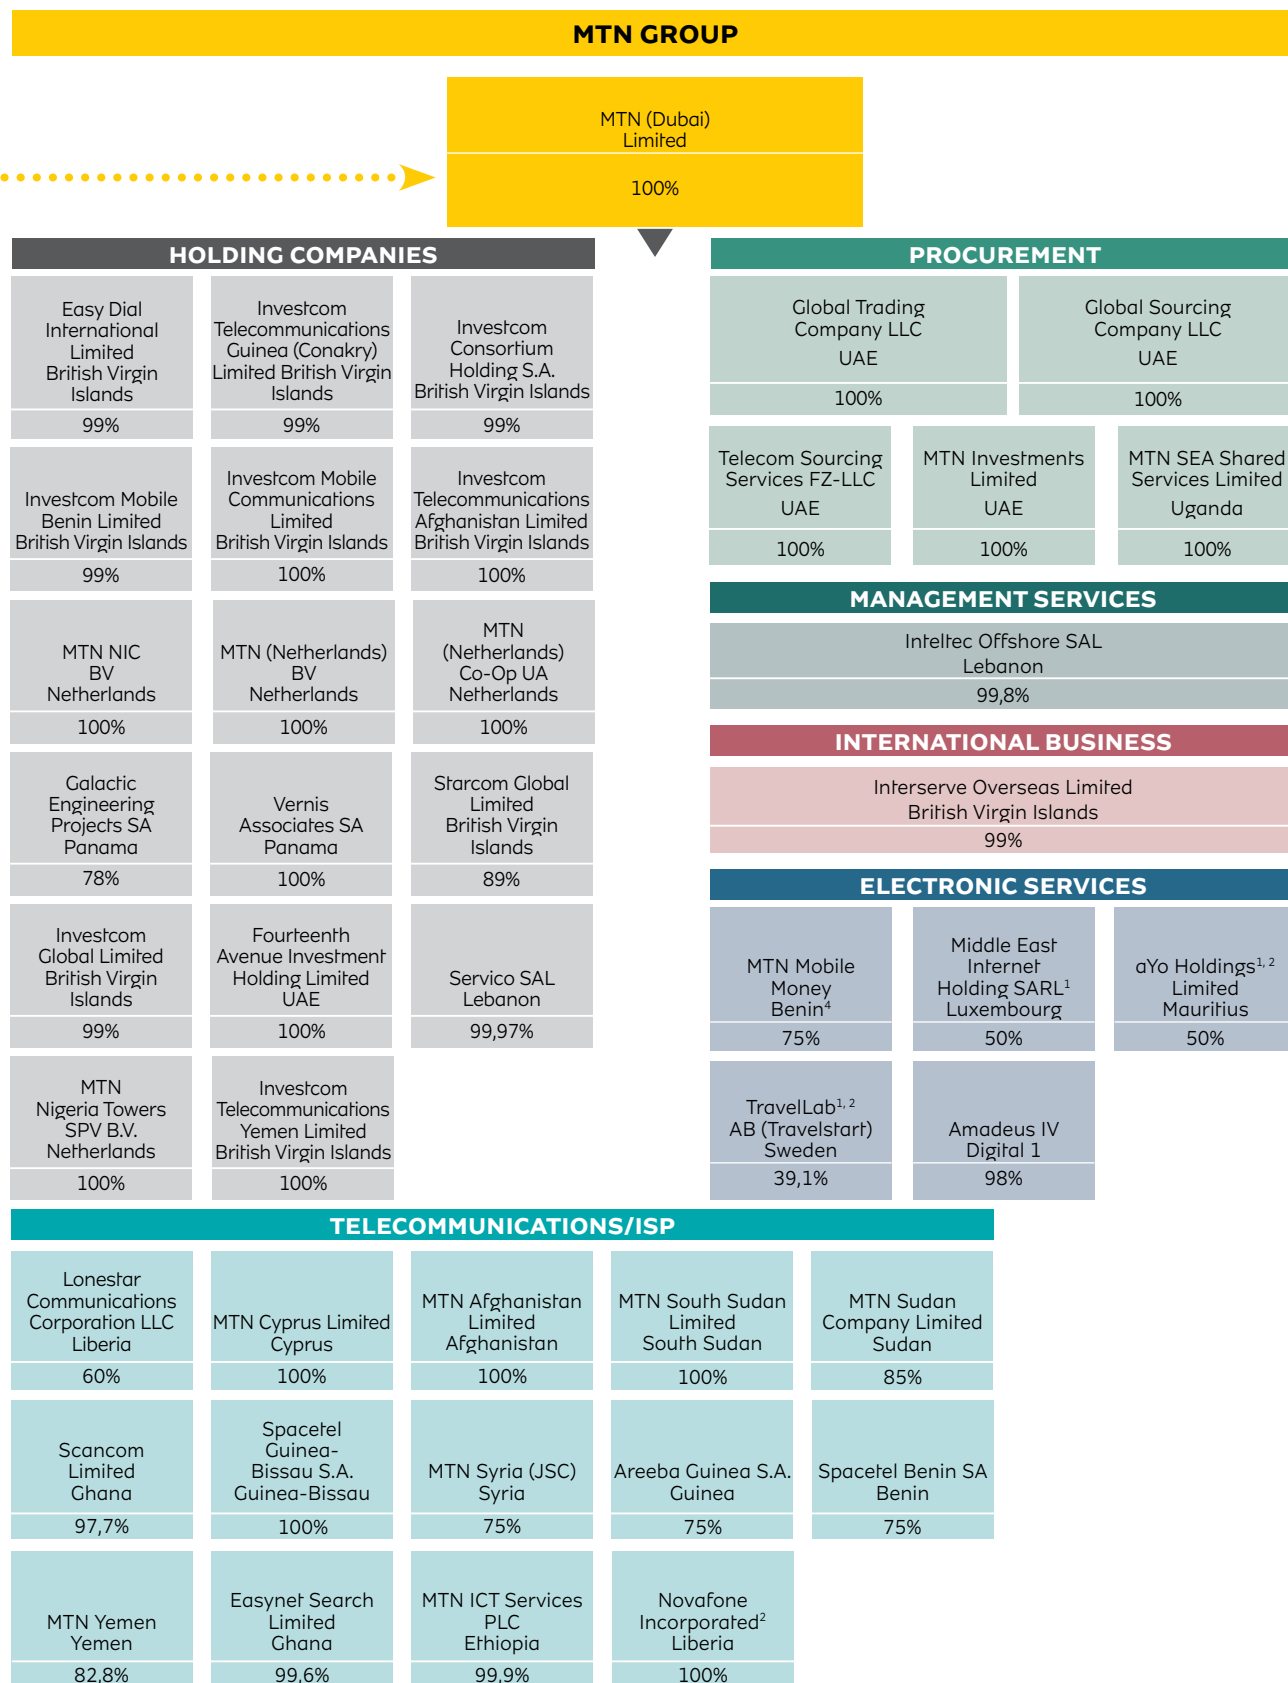 MTN GROUP
MTN (Dubai)
Limited
100%
HOLDING COMPANIES
Easy Dial
International
Limited
British Virgin
Islands
99%
Investcom
Telecommunications
Guinea (Conakry)
Limited British Virgin
Islands
99%
Investcom
Consortium
Holding S.A.
British Virgin Islands
99%
Investcom Mobile
Benin Limited
British Virgin Islands
99%
Investcom Mobile
Communications
Limited
British Virgin Islands
100%
Investcom
Telecommunications
Afghanistan Limited
British Virgin Islands
100%
MTN NIC
BV
Netherlands
100%
MTN (Netherlands)
BV
Netherlands
100%
MTN
(Netherlands)
Co-Op UA
Netherlands
100%
Galactic
Engineering
Projects SA
Panama
78%
Vernis
Associates SA
Panama
100%
Starcom Global
Limited
British Virgin
Islands
89%
Investcom
Global Limited
British Virgin
Islands
99%
Fourteenth
Avenue Investment
Holding Limited
UAE
100%
Servico SAL
Lebanon
99,97%
MTN
Nigeria Towers
SPV B.V.
Netherlands
100%
Investcom
Telecommunications
Yemen Limited
British Virgin Islands
100%
PROCUREMENT
Global Trading
Company LLC
UAE
100%
Global Sourcing
Company LLC
UAE
100%
Telecom Sourcing
Services FZ-LLC
UAE
100%
MTN Investments
Limited
UAE
100%
MTN SEA Shared
Services Limited
Uganda
100%
MANAGEMENT SERVICES
Inteltec Offshore SAL
Lebanon
99,8%
INTERNATIONAL BUSINESS
Interserve Overseas Limited
British Virgin Islands
99%
ELECTRONIC SERVICES
MTN Mobile
Money
Benin4
75%
Middle East
Internet
Holding SARL1
Luxembourg
50%
aYo Holdings1, 2
Limited
Mauritius
50%
TravelLab1, 2
AB (Travelstart)
Sweden
39,1%
Amadeus IV
Digital 1
98%
TELECOMMUNICATIONS/ISP
Lonestar
Communications
Corporation LLC
Liberia
60%
MTN Cyprus Limited
Cyprus
100%
MTN Afghanistan
Limited
Afghanistan
100%
MTN South Sudan
Limited
South Sudan
100%
MTN Sudan
Company Limited
Sudan
85%
Scancom
Limited
Ghana
97,7%
Spacetel
Guinea-
Bissau S.A.
Guinea-Bissau
100%
MTN Syria (JSC)
Syria
75%
Areeba Guinea S.A.
Guinea
75%
Spacetel Benin SA
Benin
75%
MTN Yemen
Yemen
82,8%
Easynet Search
Limited
Ghana
99,6%
MTN ICT Services
PLC
Ethiopia
99,9%
Novafone
Incorporated2
Liberia
100%